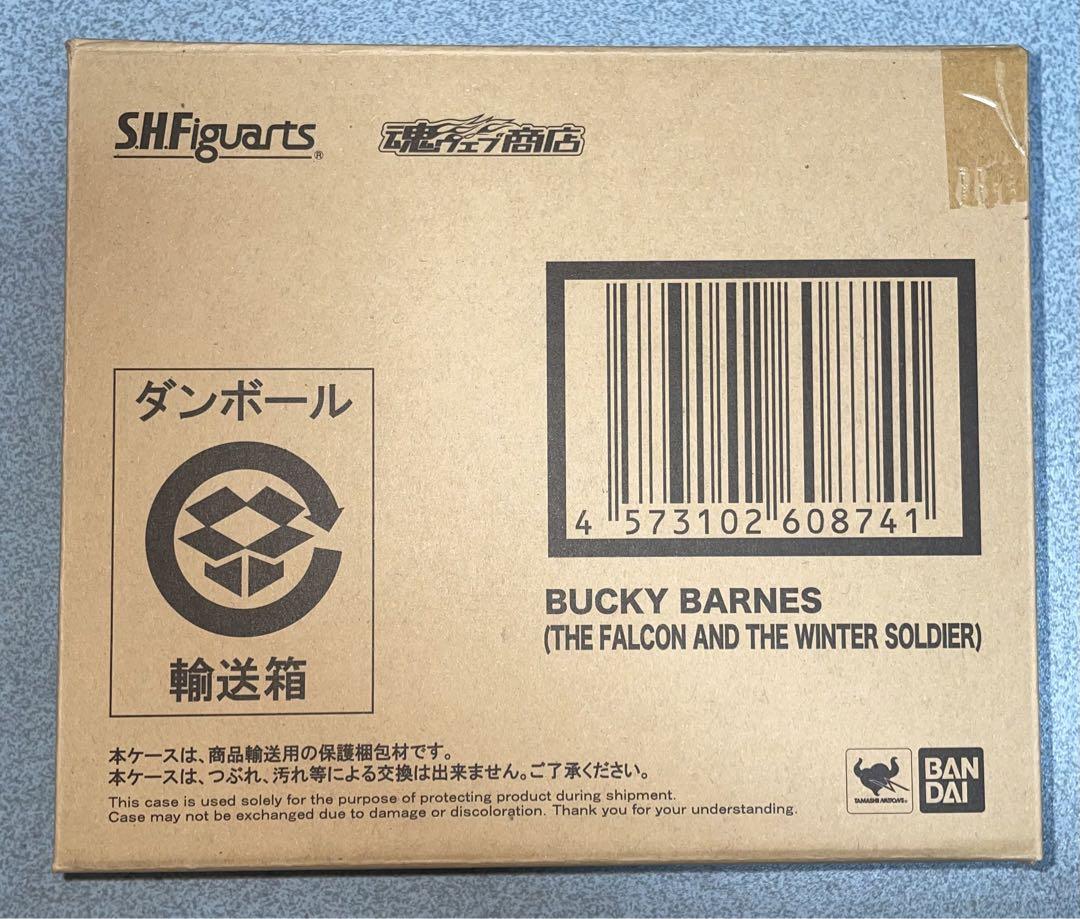 S.H.Figuarts®
魂ウェブ商店
4 573102 608741
BUCKY BARNES
(THE FALCON AND THE WINTER SOLDIER)
ダンボール
輸送箱
本ケースは、商品輸送用の保護梱包材です。
本ケースは、つぶれ、汚れ等による交換は出来ません。ご了承ください。
This case is used solely for the purpose of protecting product during shipment.
Case may not be exchanged due to damage or discoloration. Thank you for your understanding.
TAMASHII NATIONS®
BAN
DAI